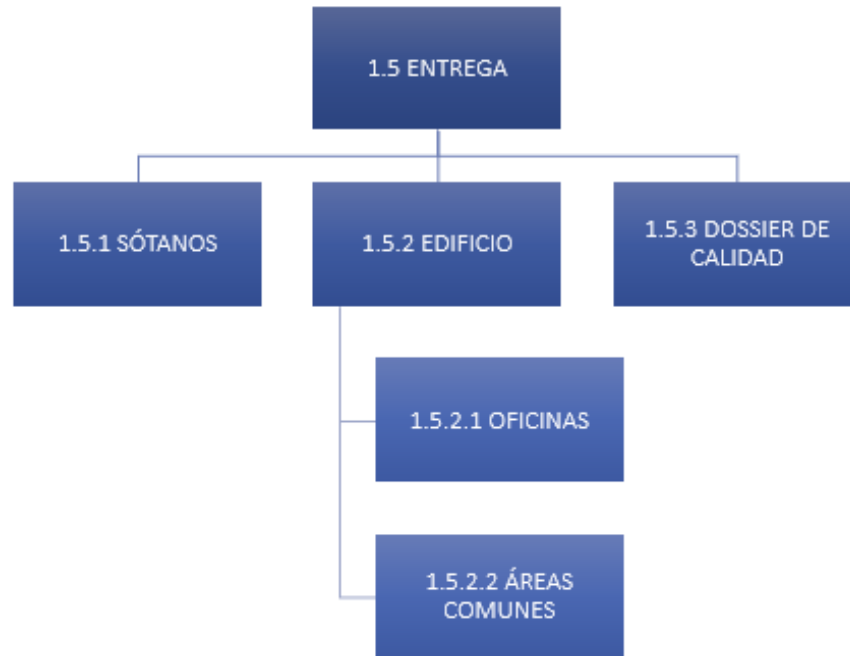 1.5 ENTREGA
1.5.1 SÓTANOS
1.5.2 EDIFICIO
1.5.3 DOSSIER DE
CALIDAD
1.5.2.1 OFICINAS
1.5.2.2 ÁREAS
COMUNES